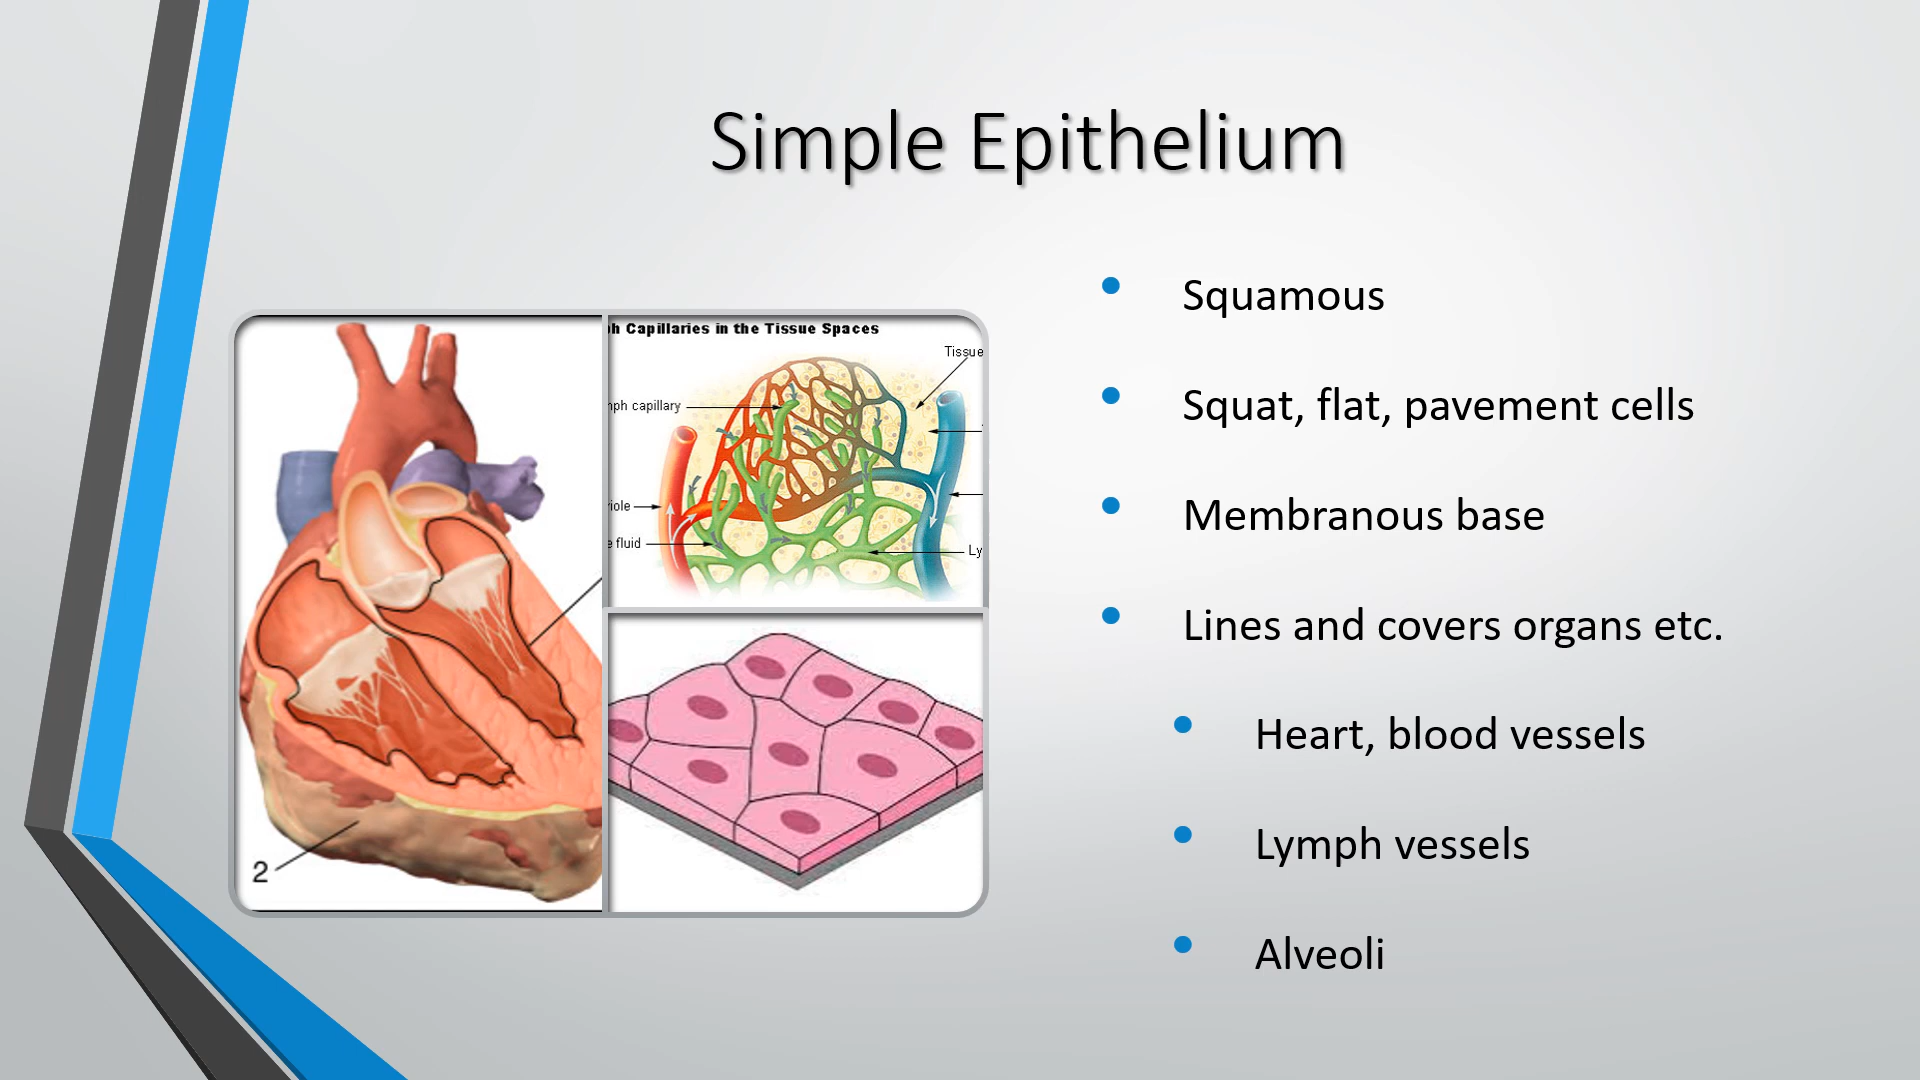 Simple Epithelium
h Capillaries in the Tissue Spaces
Tissue
nph capillary
iole
e fluid
Ly
2
Squamous
Squat, flat, pavement cells
Membranous base
Lines and covers organs etc.
Heart, blood vessels
Lymph vessels
Alveoli